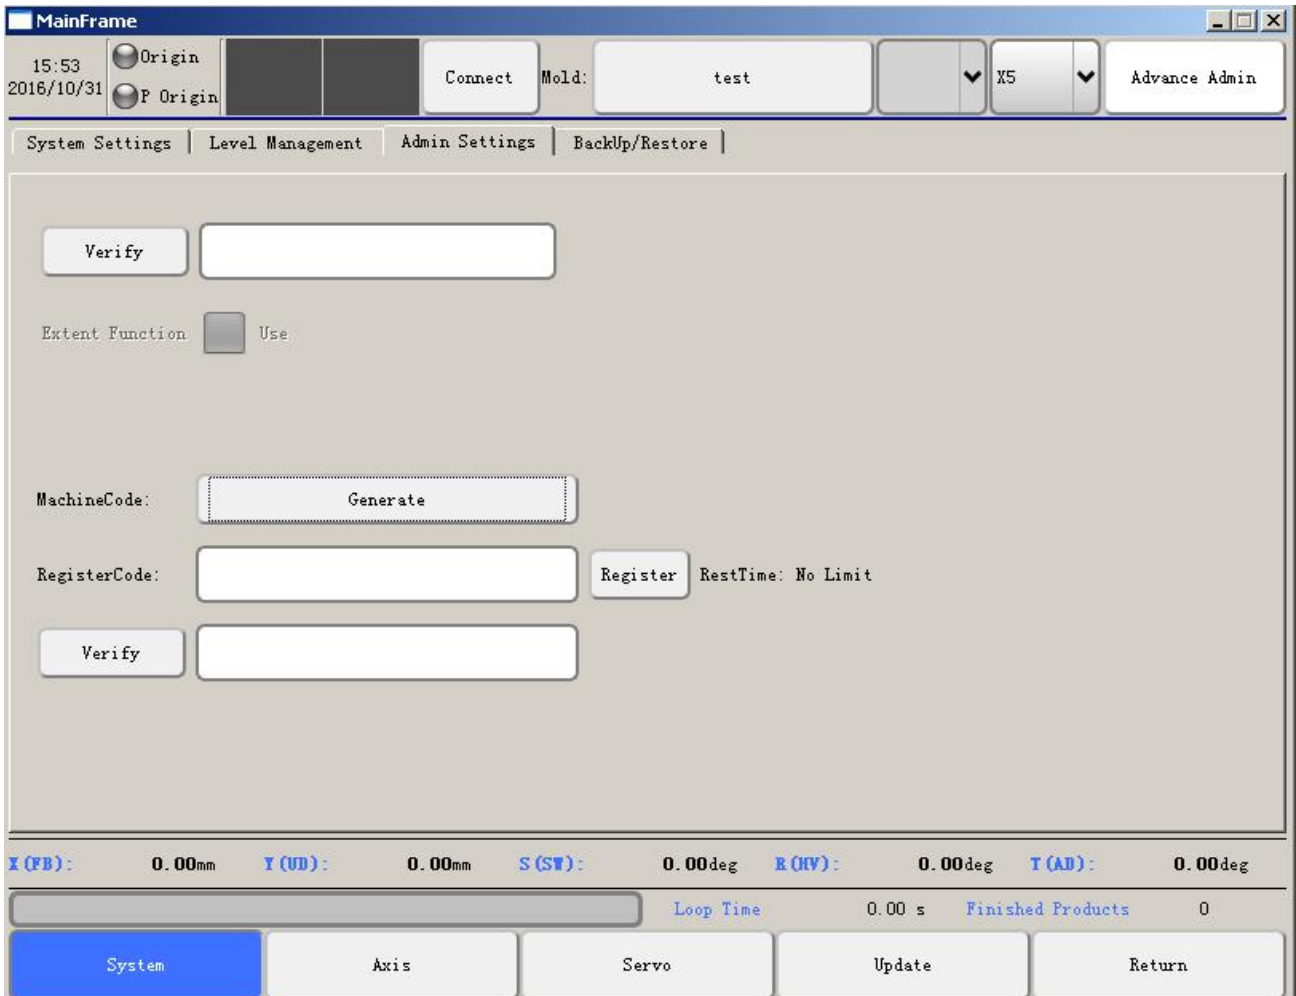 MainFrame
15:53
2016/10/31
Origin
P Origin
Connect
Mold:
test
X5
Advance Admin
System Settings
Level Management
Admin Settings
BackUp/Restore
Verify
Extent Function
Use
MachineCode:
Generate
RegisterCode:
Register
RestTime: No Limit
Verify
X(FB): 0.00mm Y(UD): 0.00mm S(SW): 0.00deg R(HV): 0.00deg T(AD): 0.00deg
Loop Time 0.00 s Finished Products 0
System
Axis
Servo
Update
Return